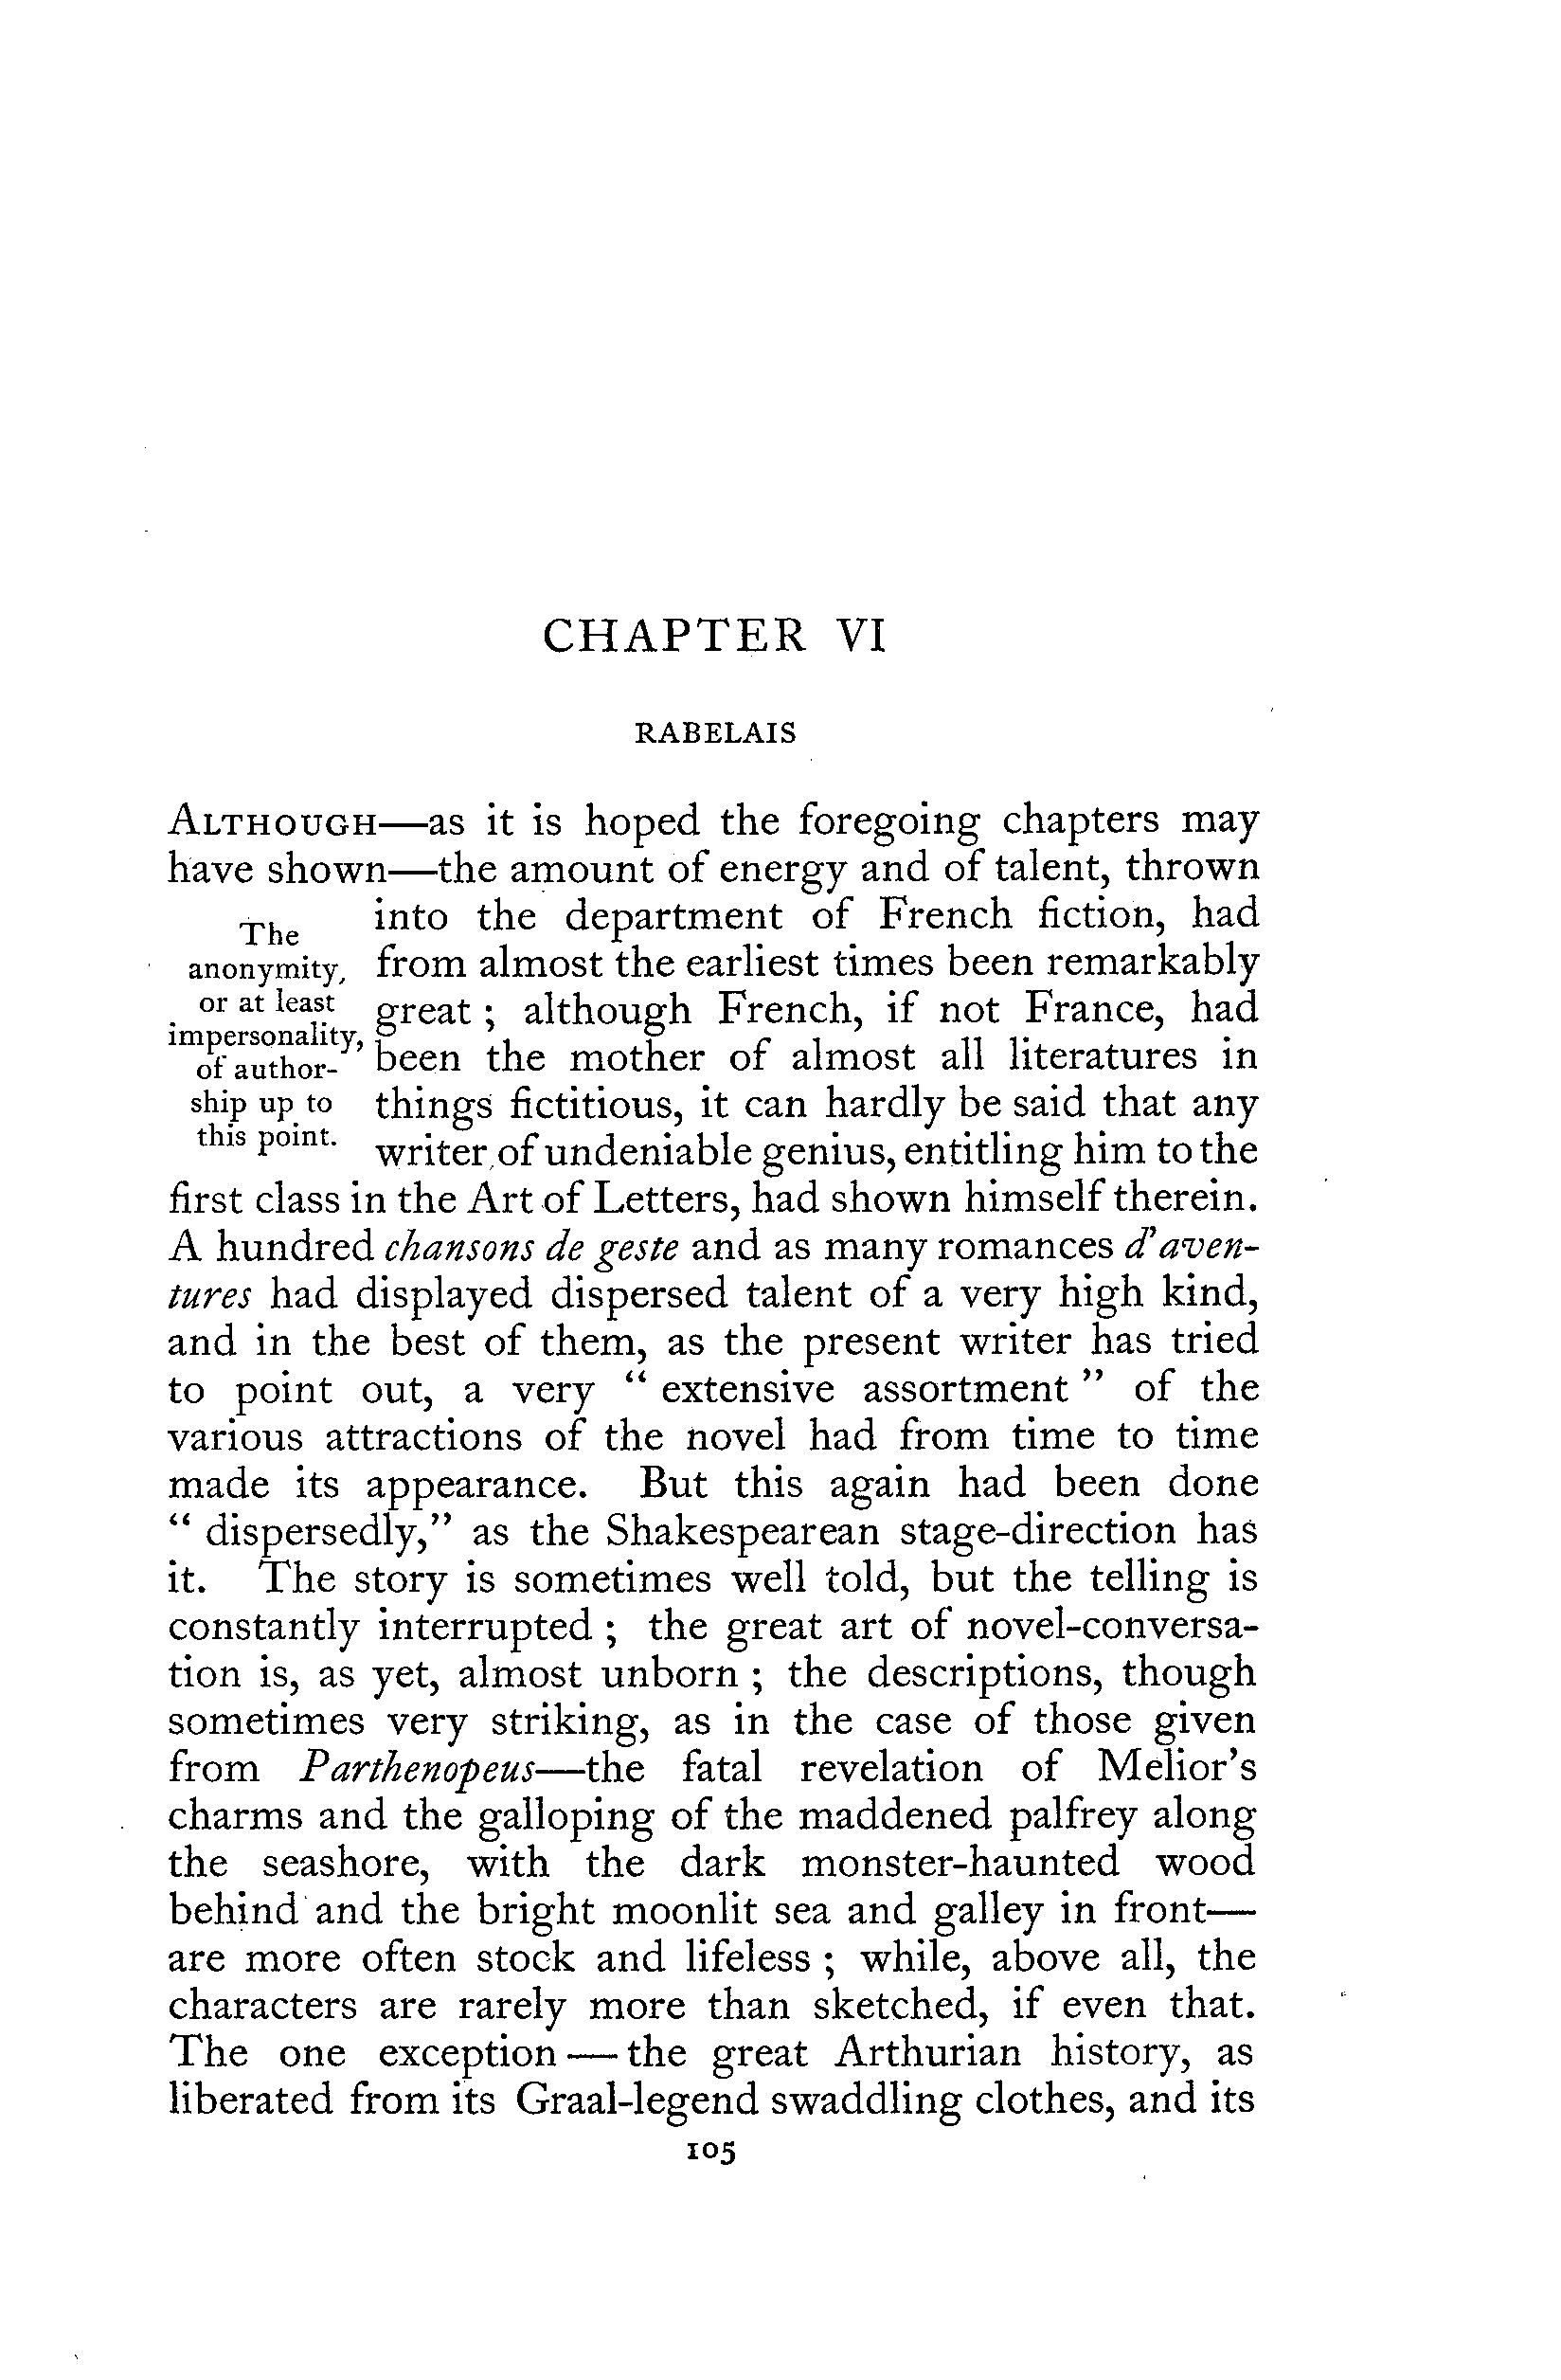 CHAPTER VI
RABELAIS
ALTHOUGH—as it is hoped the foregoing chapters may
have shown—the amount of energy and of talent, thrown
into the department of French fiction, had
from almost the earliest times been remarkably
great ; although French, if not France, had
been the mother of almost all literatures in
things fictitious, it can hardly be said that any
writer of undeniable genius, entitling him to the
The
anonymity,
or at least
impersonality,
of author-
ship up to
this point.
first class in the Art of Letters, had shown himself therein.
A hundred chansons de geste and as many romances d'aven-
tures had displayed dispersed talent of a very high kind,
and in the best of them, as the present writer has tried
to point out, a very “ extensive assortment ” of the
various attractions of the novel had from time to time
made its appearance. But this again had been done
“ dispersedly,” as the Shakespearean stage-direction has
it. The story is sometimes well told, but the telling is
constantly interrupted ; the great art of novel-conversa-
tion is, as yet, almost unborn ; the descriptions, though
sometimes very striking, as in the case of those given
from Parthenopeus—the fatal revelation of Melior's
charms and the galloping of the maddened palfrey along
the seashore, with the dark monster-haunted wood
behind and the bright moonlit sea and galley in front—
are more often stock and lifeless ; while, above all, the
characters are rarely more than sketched, if even that.
The one exception — the great Arthurian history, as
liberated from its Graal-legend swaddling clothes, and its
105